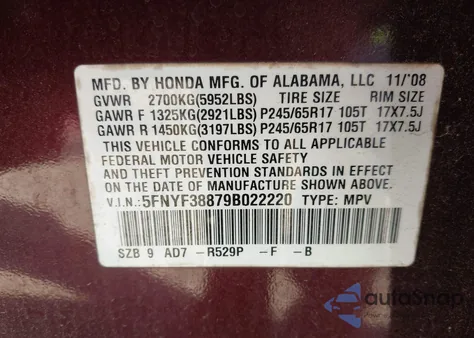 MFD. BY HONDA MFG. OF ALABAMA, LLC 11/'08
GVWR 2700KG(5952LBS) TIRE SIZE RIM SIZE
GAWR F 1325KG(2921LBS) P245/65R17 105T 17X7.5J
GAWR R 1450KG(3197LBS) P245/65R17 105T 17X7.5J
THIS VEHICLE CONFORMS TO ALL APPLICABLE
FEDERAL MOTOR VEHICLE SAFETY
AND THEFT PREVENTION STANDARDS IN EFFECT
ON THE DATE OF MANUFACTURE SHOWN ABOVE.
V.I.N.: 5FNYF38879B022220 TYPE: MPV
SZB 9 AD7 -R529P -F -B
autoSnap